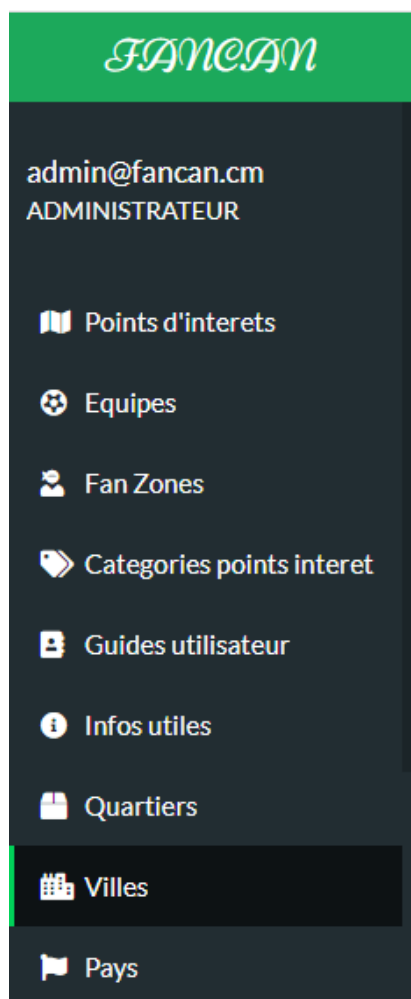 FANCAN
admin@fancan.cm
ADMINISTRATEUR
Points d'interets
Equipes
Fan Zones
Categories points interet
Guides utilisateur
Infos utiles
Quartiers
Villes
Pays